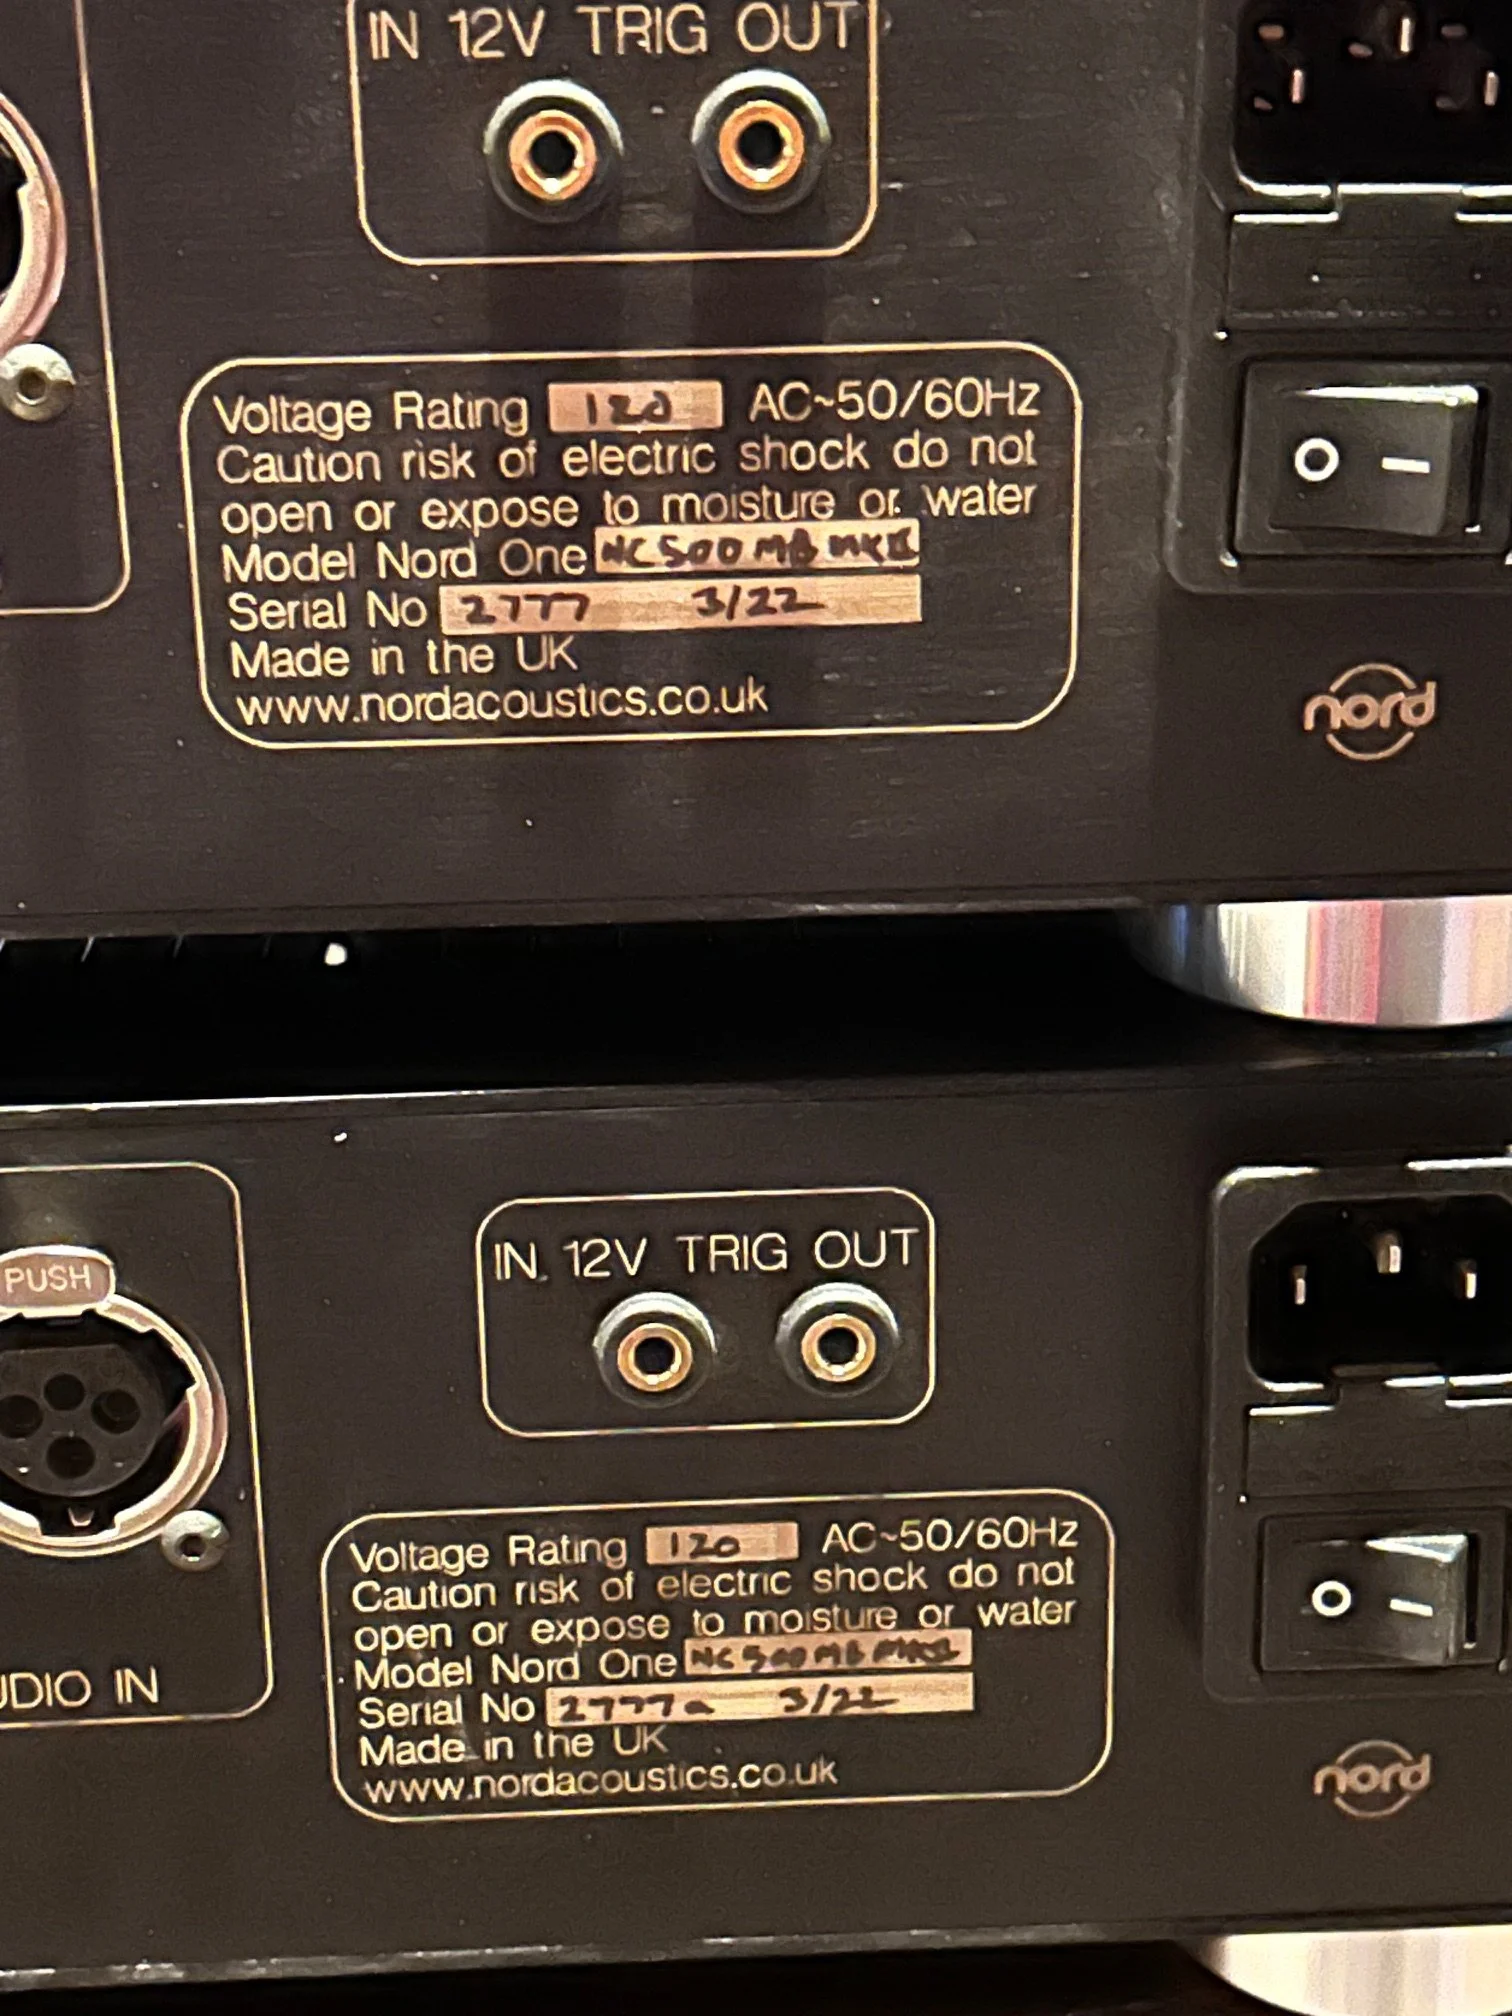 IN 12V TRIG OUT
O I
Voltage Rating 120 AC~50/60Hz
Caution risk of electric shock do not
open or expose to moisture or water
Model Nord One NC500MB MKII
Serial No 2777 3/22
Made in the UK
www.nordacoustics.co.uk
nord
PUSH
IN 12V TRIG OUT
O I
Voltage Rating 120 AC~50/60Hz
Caution risk of electric shock do not
open or expose to moisture or water
Model Nord One NC500MB MKII
Serial No 2777a 3/22
Made in the UK
www.nordacoustics.co.uk
UDIO IN
nord